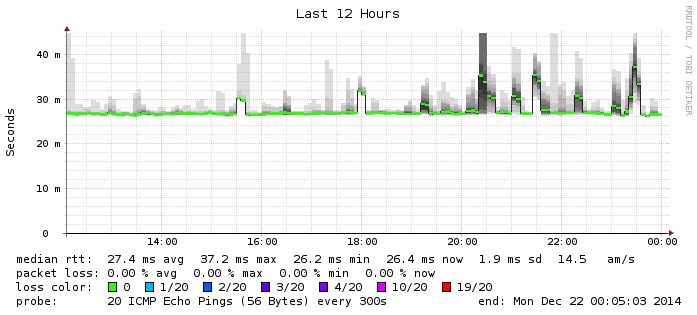 Last 12 Hours
RRDTOOL / TOBI OETIKER
Seconds
40 m
30 m
20 m
10 m
0
14:00 16:00 18:00 20:00 22:00 00:00
median rtt: 27.4 ms avg 37.2 ms max 26.2 ms min 26.4 ms now 1.9 ms sd 14.5 am/s
packet loss: 0.00 % avg 0.00 % max 0.00 % min 0.00 % now
loss color: 0 1/20 2/20 3/20 4/20 10/20 19/20
probe: 20 ICMP Echo Pings (56 Bytes) every 300s end: Mon Dec 22 00:05:03 2014